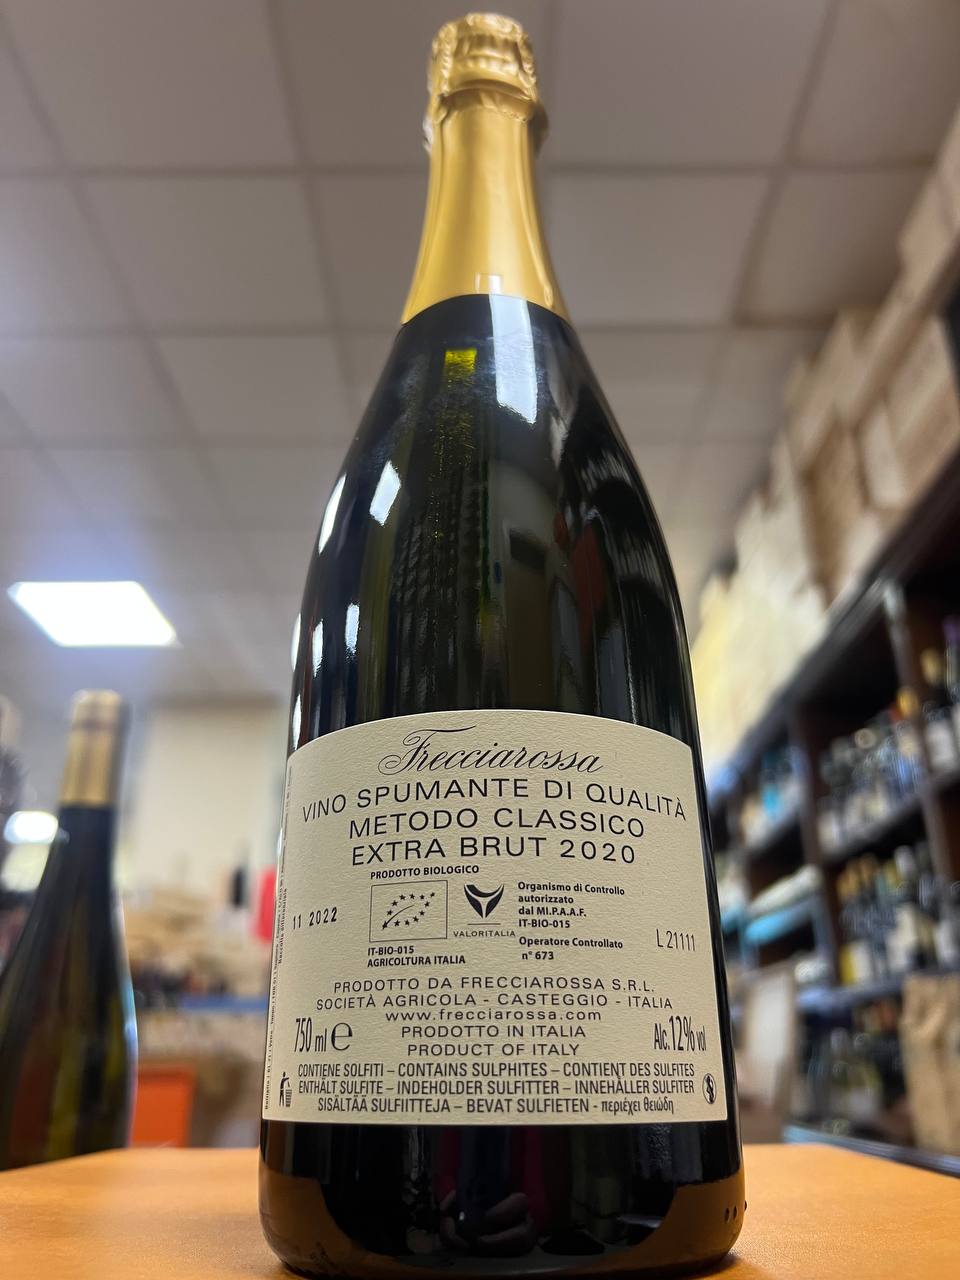 Frecciarossa
VINO SPUMANTE DI QUALITÀ
METODO CLASSICO
EXTRA BRUT 2020
PRODOTTO BIOLOGICO
11 2022
IT-BIO-015
AGRICOLTURA ITALIA
VALORITALIA
Organismo di Controllo
autorizzato
dal MI.P.A.A.F.
IT-BIO-015
Operatore Controllato
n° 673
L 21111
PRODOTTO DA FRECCIAROSSA S.R.L.
SOCIETÀ AGRICOLA - CASTEGGIO - ITALIA
www.frecciarossa.com
750 ml e
PRODOTTO IN ITALIA
PRODUCT OF ITALY
Alc. 12% vol
CONTIENE SOLFITI – CONTAINS SULPHITES – CONTIENT DES SULFITES
ENTHÄLT SULFITE – INDEHOLDER SULFITTER – INNEHÅLLER SULFITER
SISÄLTÄÄ SULFIITTEJA – BEVAT SULFIETEN - περιέχει θειώδη